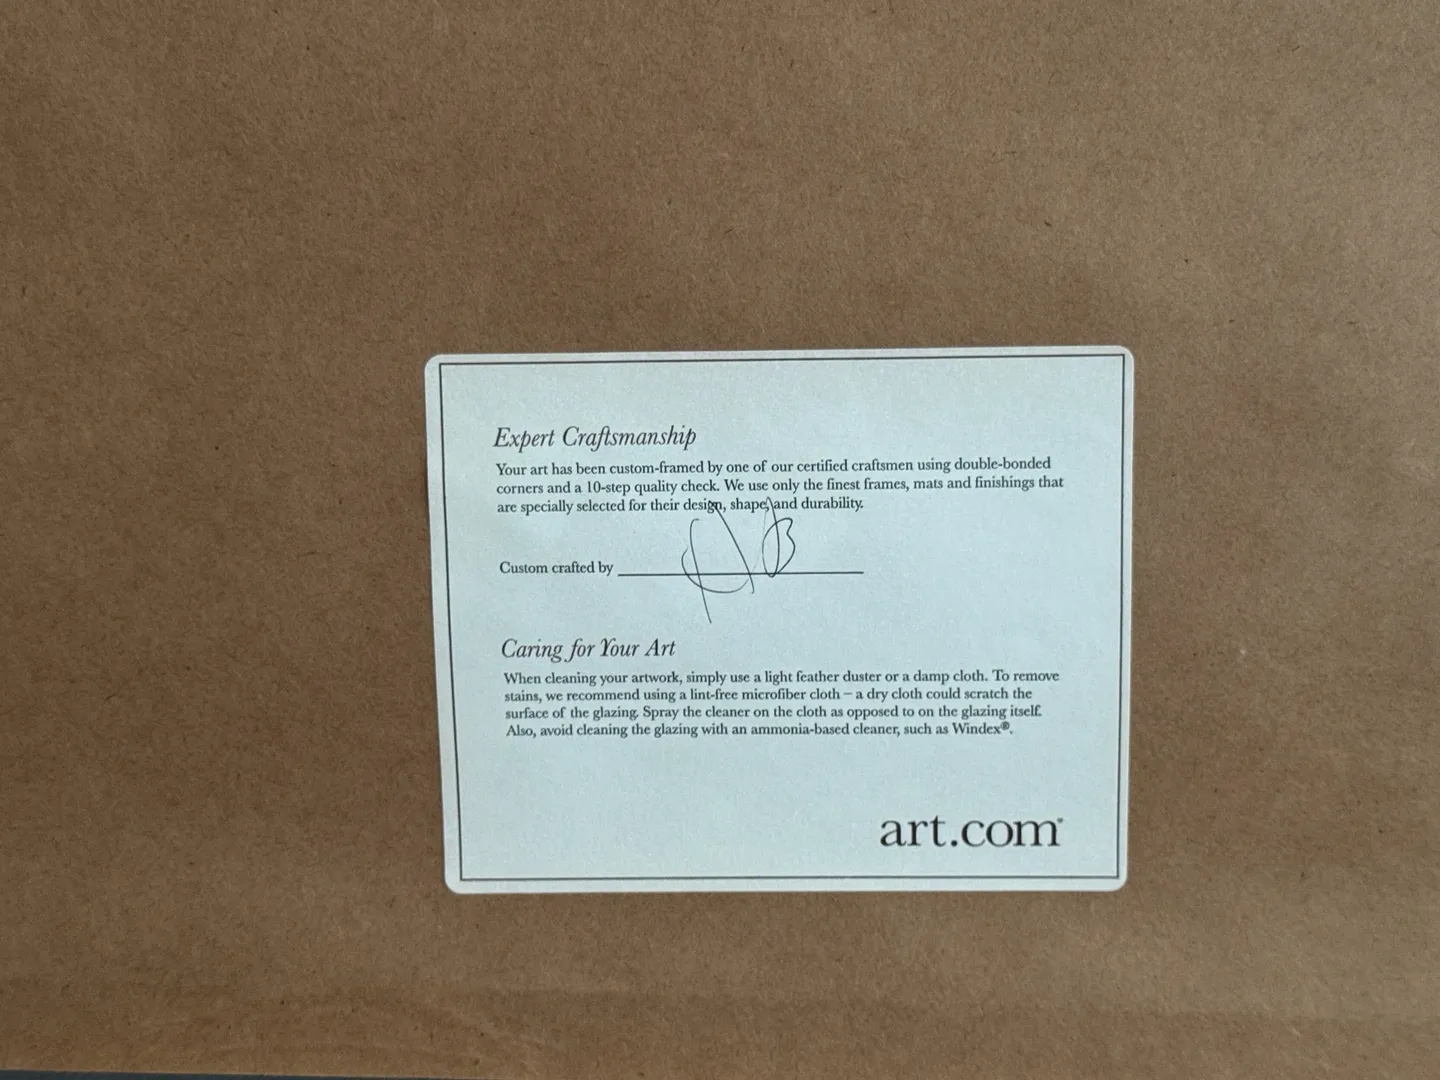 Expert Craftsmanship
Your art has been custom-framed by one of our certified craftsmen using double-bonded
corners and a 10-step quality check. We use only the finest frames, mats and finishings that
are specially selected for their design, shape, and durability.
Custom crafted by
Caring for Your Art
When cleaning your artwork, simply use a light feather duster or a damp cloth. To remove
stains, we recommend using a lint-free microfiber cloth – a dry cloth could scratch the
surface of the glazing. Spray the cleaner on the cloth as opposed to on the glazing itself.
Also, avoid cleaning the glazing with an ammonia-based cleaner, such as Windex®.
art.com